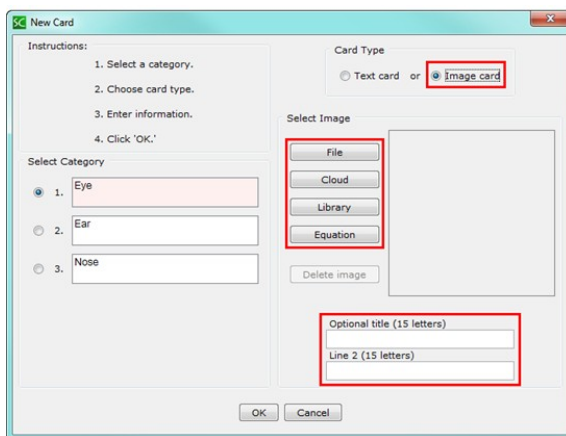 SC New Card
x
Instructions:
1. Select a category.
2. Choose card type.
3. Enter information.
4. Click 'OK.'
Card Type
Text card or Image card
Select Category
1. Eye
2. Ear
3. Nose
Select Image
File
Cloud
Library
Equation
Delete image
Optional title (15 letters)
Line 2 (15 letters)
OK Cancel